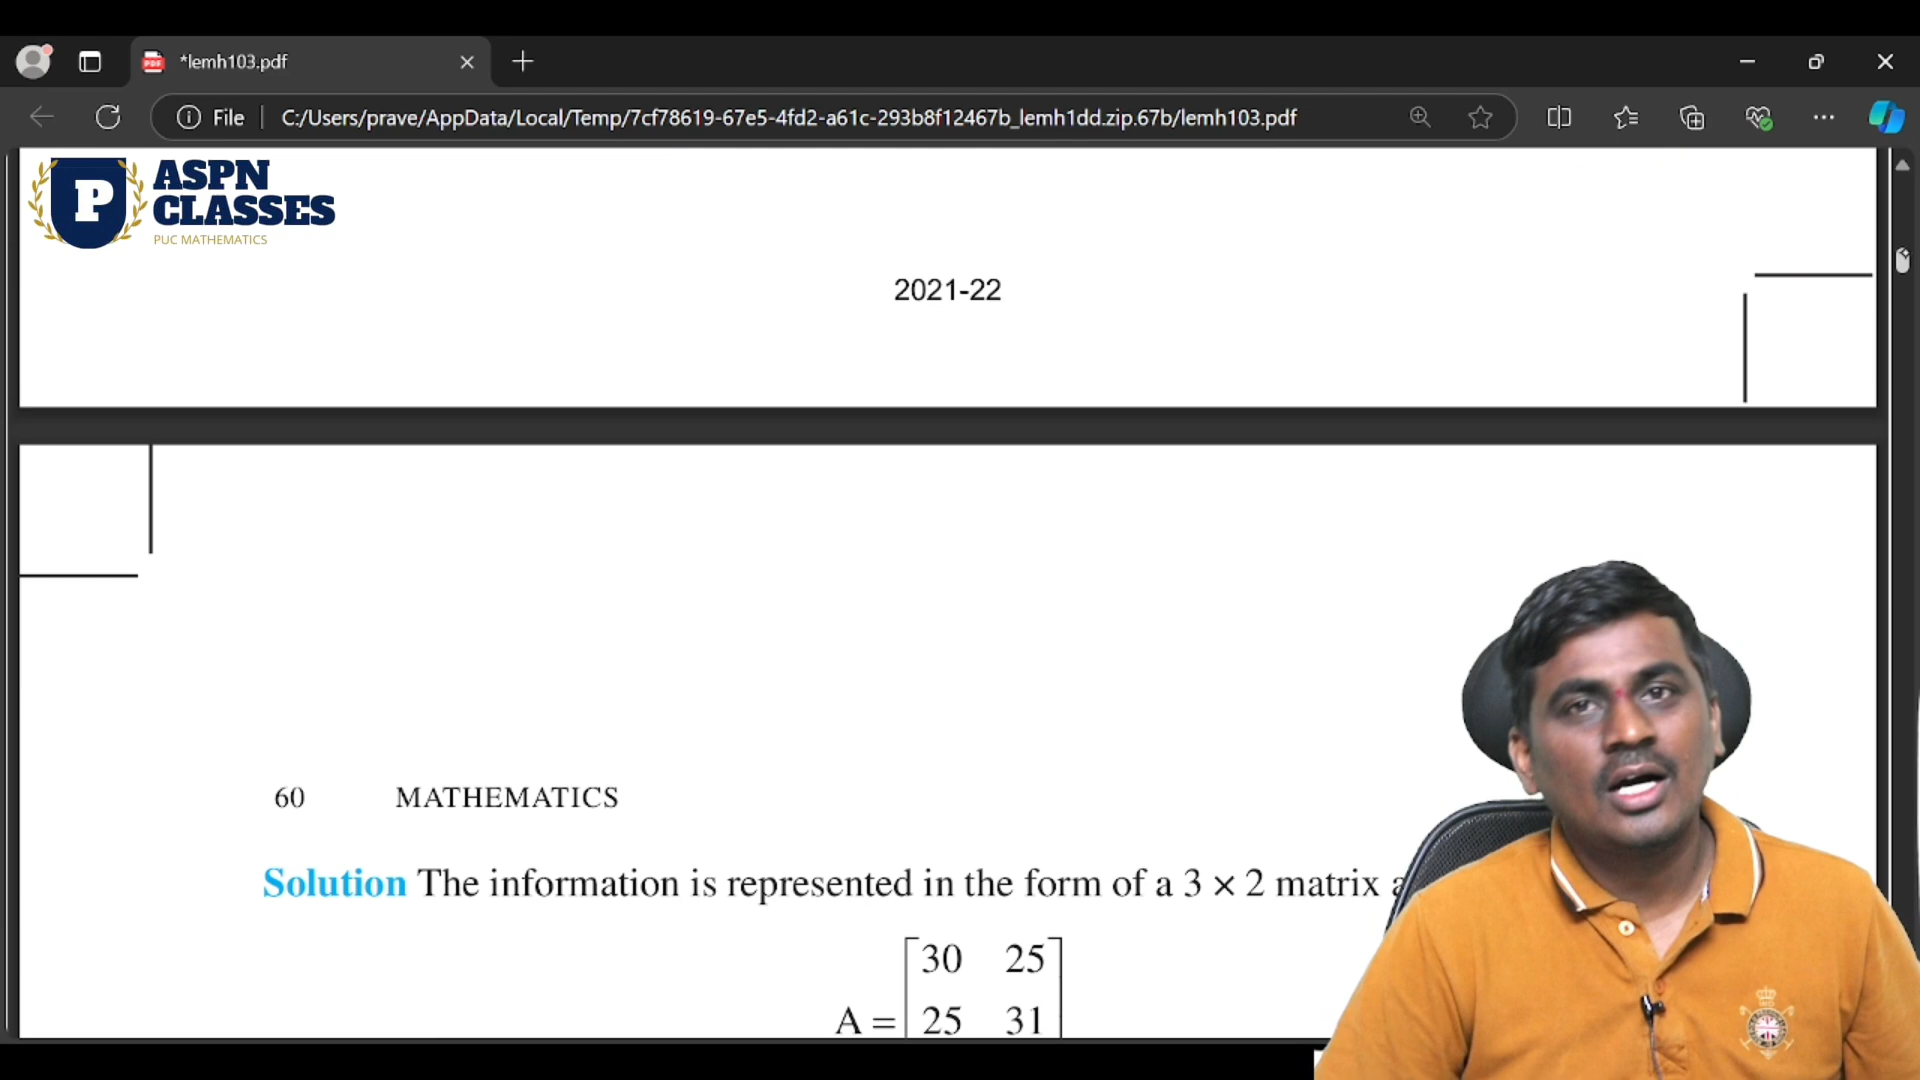 *lemh103.pdf
File
C:/Users/prave/AppData/Local/Temp/7cf78619-67e5-4fd2-a61c-293b8f12467b_lemh1dd.zip.67b/lemh103.pdf
P
ASPN
CLASSES
PUC MATHEMATICS
2021-22
60 MATHEMATICS
Solution The information is represented in the form of a 3 × 2 matrix
30 25
A = 25 31